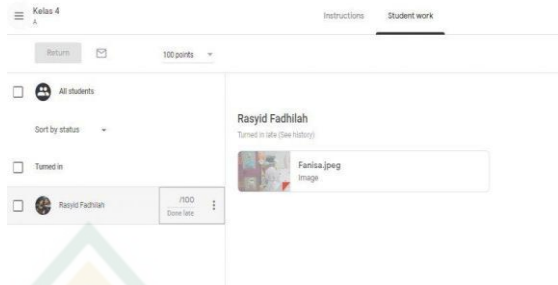 Kelas 4
A
Instructions
Student work
Return
100 points
All students
Sort by status
Turned in
Rasyid Fadhilah
/100
Done late
Rasyid Fadhilah
Turned in late (See history)
Fanisa.jpeg
Image